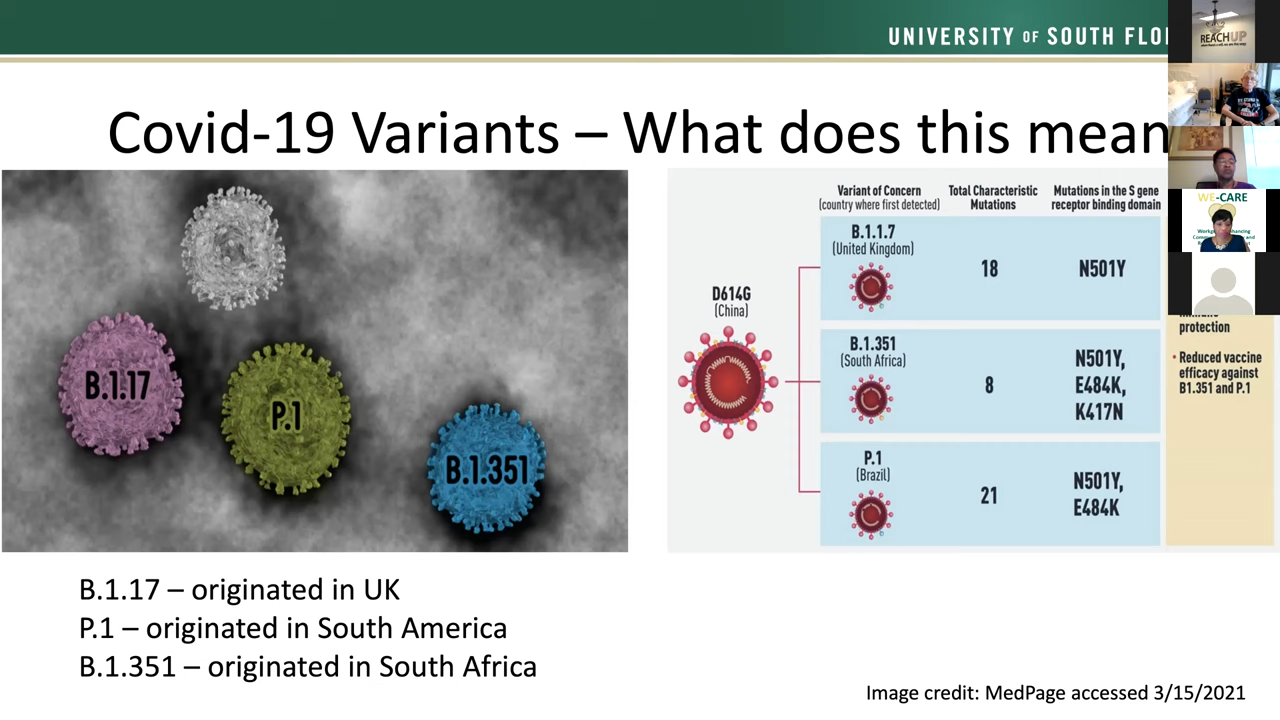 UNIVERSITY OF SOUTH FLO
REACHUP
Covid-19 Variants – What does this mean
WE-CARE
B.1.17
P.1
B.1.351
Variant of Concern
(country where first detected)
Total Characteristic
Mutations
Mutations in the S gene
receptor binding domain
D614G
(China)
B.1.1.7
(United Kingdom)
18
N501Y
B.1.351
(South Africa)
8
N501Y,
E484K,
K417N
P.1
(Brazil)
21
N501Y,
E484K
protection
• Reduced vaccine
efficacy against
B1.351 and P.1
B.1.17 – originated in UK
P.1 – originated in South America
B.1.351 – originated in South Africa
Image credit: MedPage accessed 3/15/2021